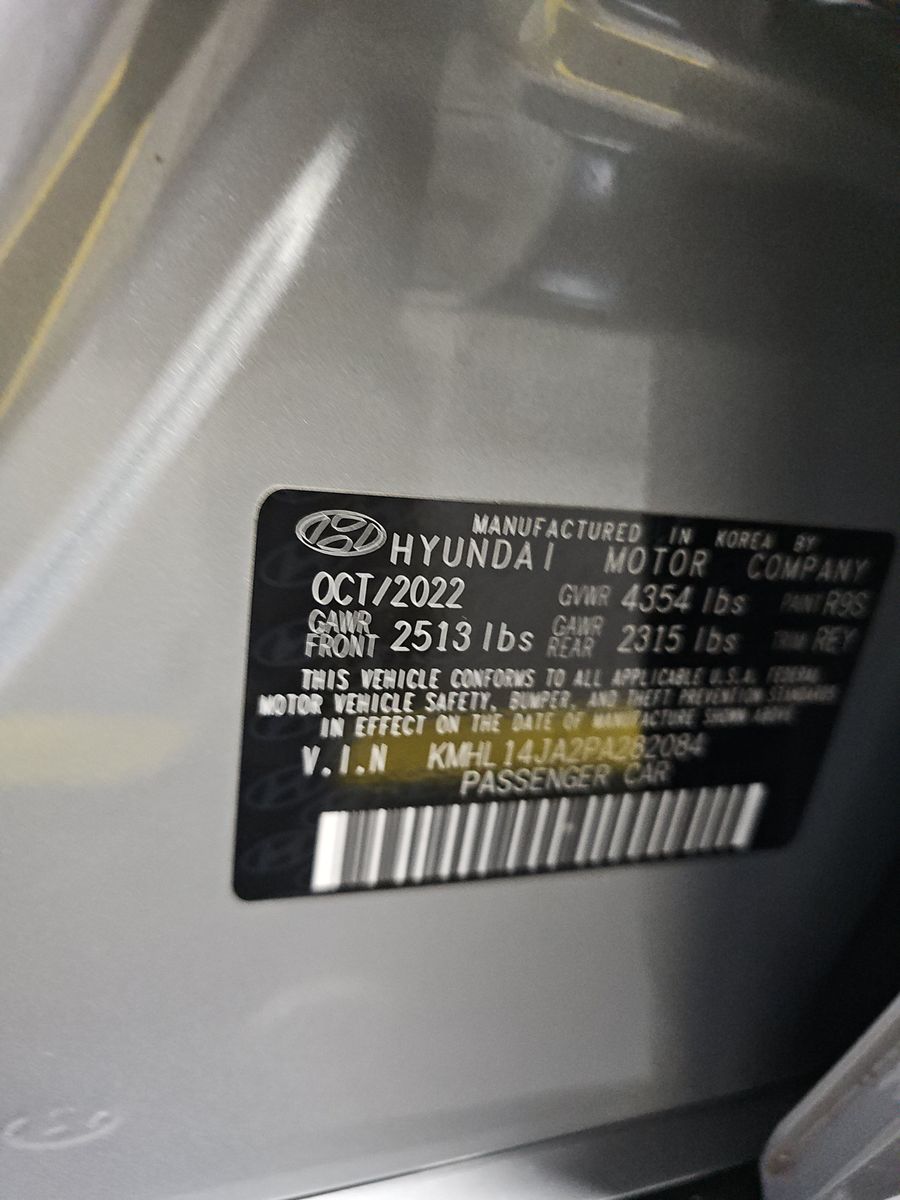 MANUFACTURED IN KOREA BY
HYUNDAI MOTOR COMPANY
OCT/2022 GVWR 4354 lbs PAINT R9S
GAWR FRONT 2513 lbs GAWR REAR 2315 lbs TRIM REY
THIS VEHICLE CONFORMS TO ALL APPLICABLE U.S.A. FEDERAL
MOTOR VEHICLE SAFETY, BUMPER, AND THEFT PREVENTION STANDARDS
IN EFFECT ON THE DATE OF MANUFACTURE SHOWN ABOVE
V.I.N KMHL14JA2PA262084
PASSENGER CAR